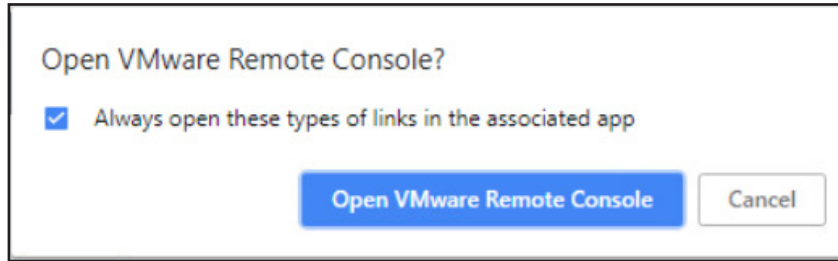 Open VMware Remote Console?
Always open these types of links in the associated app
Open VMware Remote Console Cancel